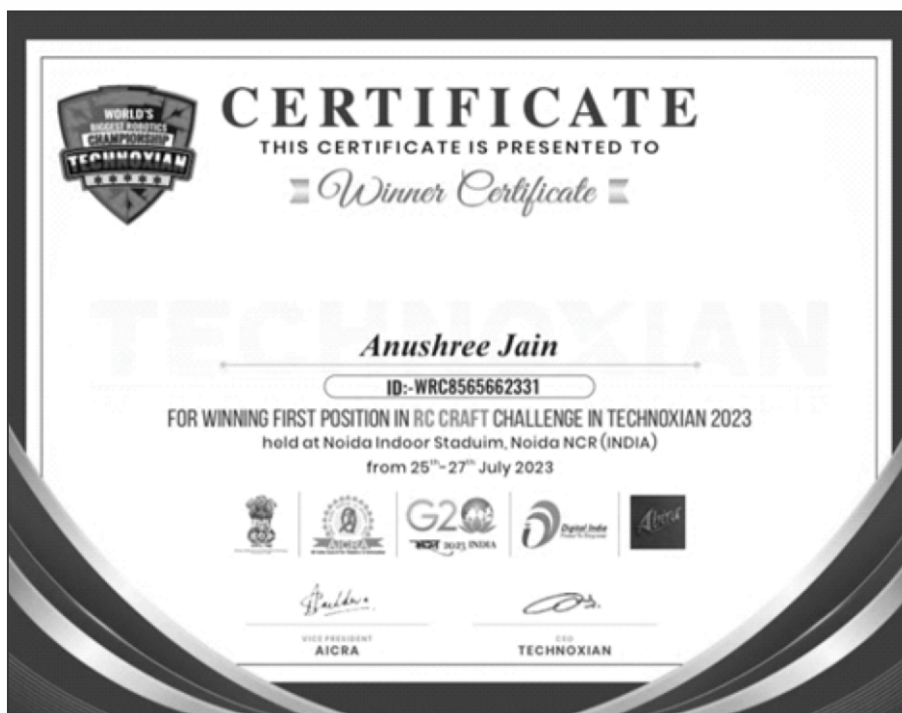 WORLD'S
BIGGEST ROBOTICS
CHAMPIONSHIP
TECHNOXIAN
CERTIFICATE
THIS CERTIFICATE IS PRESENTED TO
Winner Certificate
TECHNOXIAN
Anushree Jain
ID:-WRC8565662331
FOR WINNING FIRST POSITION IN RC CRAFT CHALLENGE IN TECHNOXIAN 2023
held at Noida Indoor Staduim, Noida NCR (INDIA)
from 25th-27th July 2023
AICRA
G20
2023 INDIA
Digital India
VICE PRESIDENT
AICRA
CEO
TECHNOXIAN